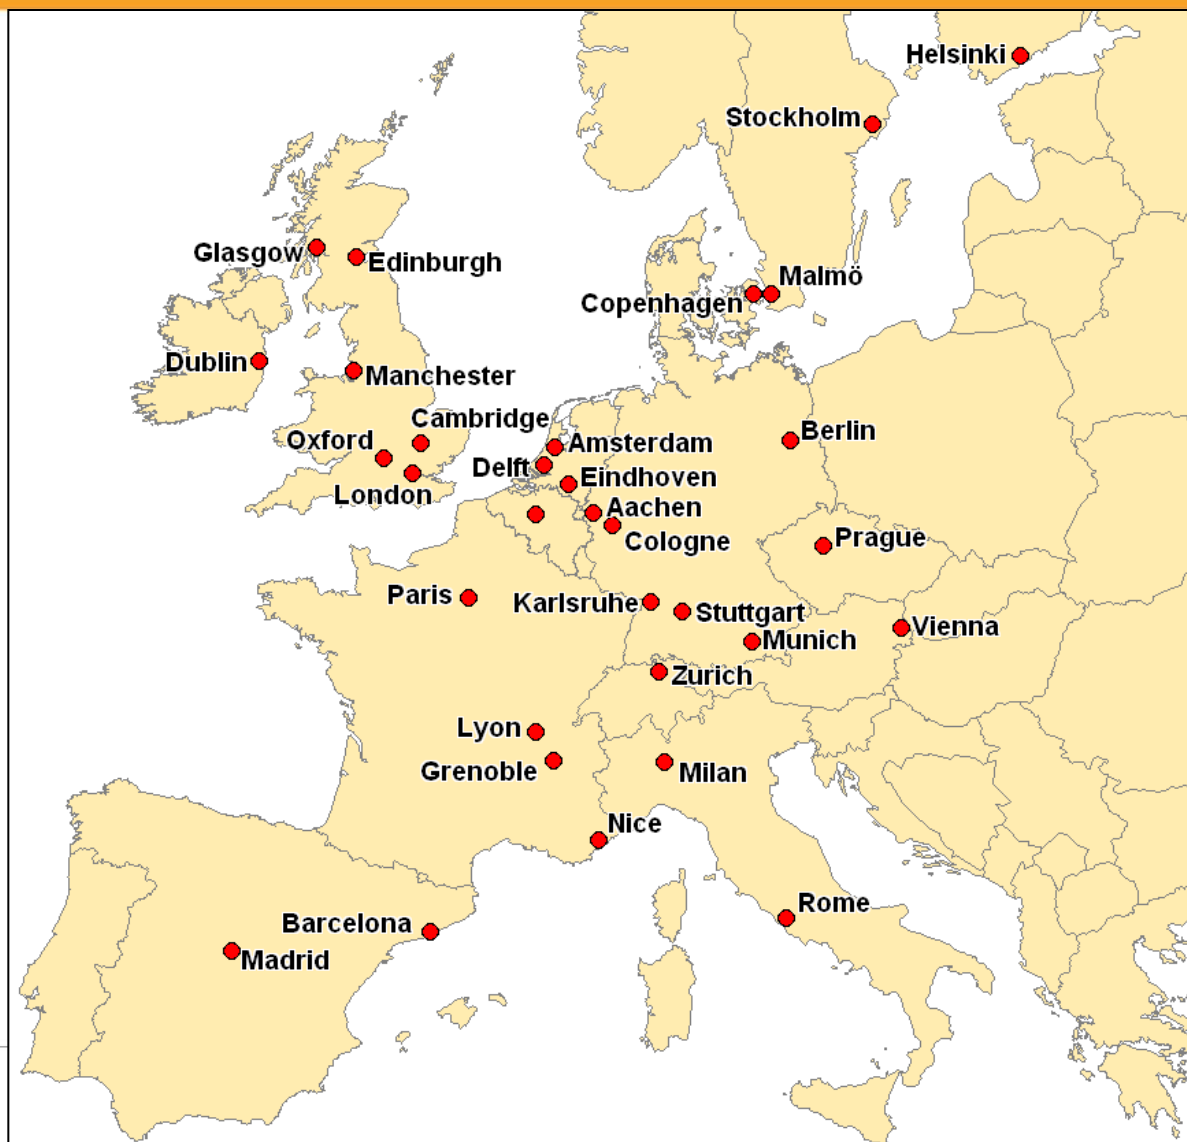 Helsinki
Stockholm
Glasgow
Edinburgh
Malmö
Copenhagen
Dublin
Manchester
Cambridge
Oxford
Amsterdam
Berlin
Delft
Eindhoven
London
Aachen
Cologne
Prague
Paris
Karlsruhe
Stuttgart
Vienna
Munich
Zurich
Lyon
Grenoble
Milan
Nice
Rome
Barcelona
Madrid